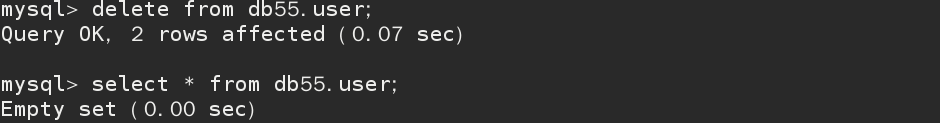 mysql> delete from db55.user;
Query OK, 2 rows affected (0.07 sec)
mysql> select * from db55.user;
Empty set (0.00 sec)